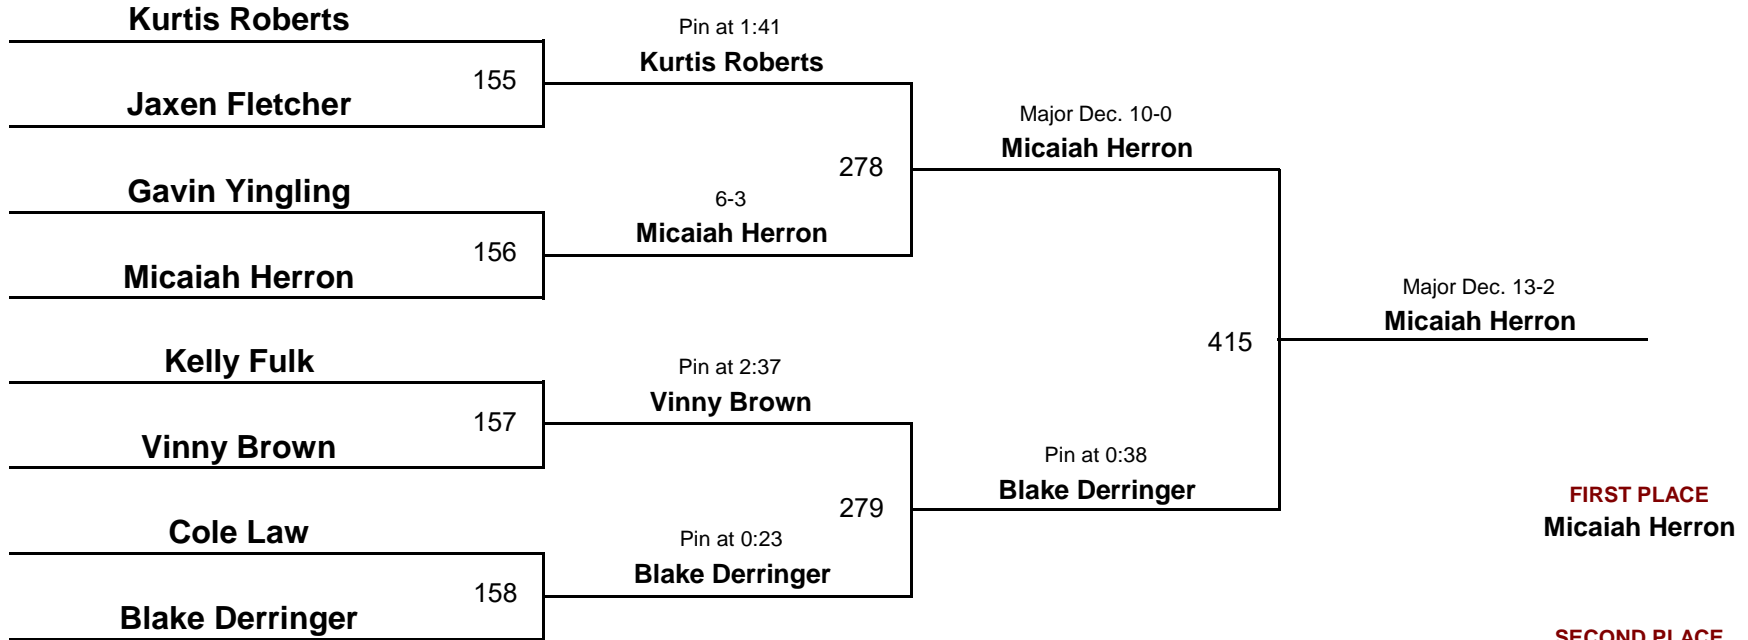 Kurtis Roberts
155
Jaxen Fletcher
Gavin Yingling
156
Micaiah Herron
Kelly Fulk
157
Vinny Brown
Cole Law
158
Blake Derringer
Pin at 1:41
Kurtis Roberts
278
6-3
Micaiah Herron
Pin at 2:37
Vinny Brown
279
Pin at 0:23
Blake Derringer
Major Dec. 10-0
Micaiah Herron
415
Pin at 0:38
Blake Derringer
Major Dec. 13-2
Micaiah Herron
FIRST PLACE
Micaiah Herron
SECOND PLACE